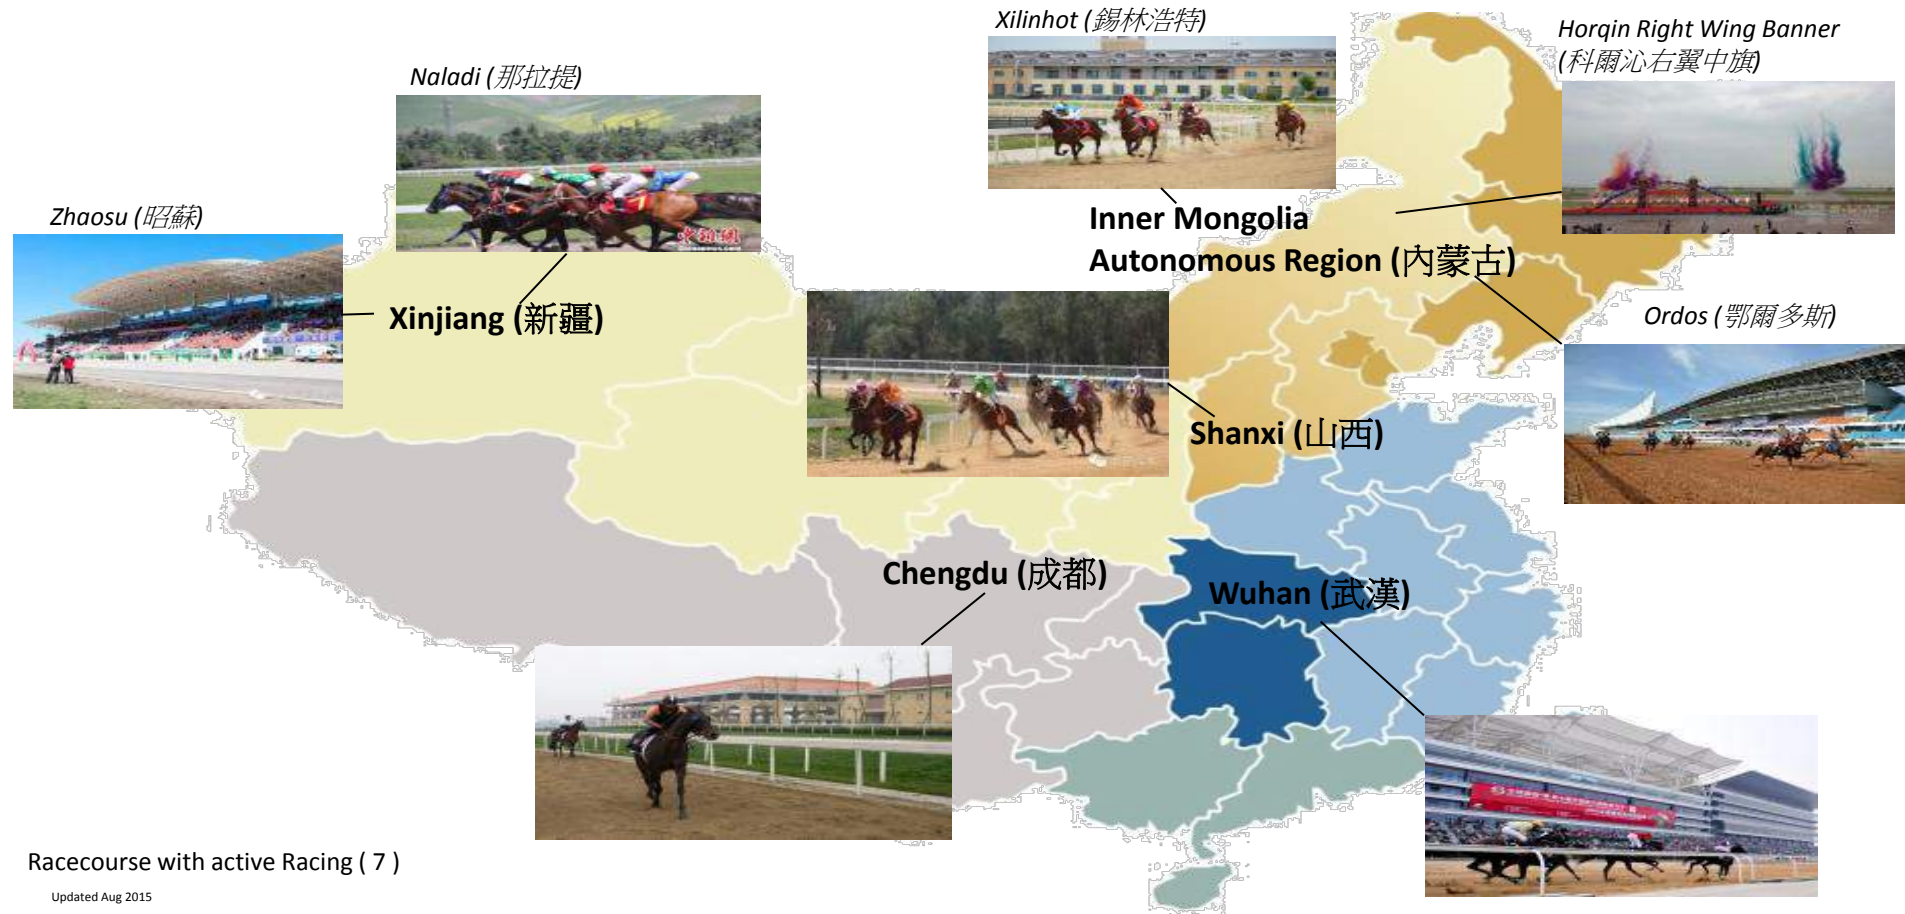 Xilinhot (錫林浩特)
Horqin Right Wing Banner
(科爾沁右翼中旗)
Naladi (那拉提)
Zhaosu (昭蘇)
Inner Mongolia
Autonomous Region (內蒙古)
Xinjiang (新疆)
Ordos (鄂爾多斯)
Shanxi (山西)
Chengdu (成都)
Wuhan (武漢)
Racecourse with active Racing ( 7 )
Updated Aug 2015